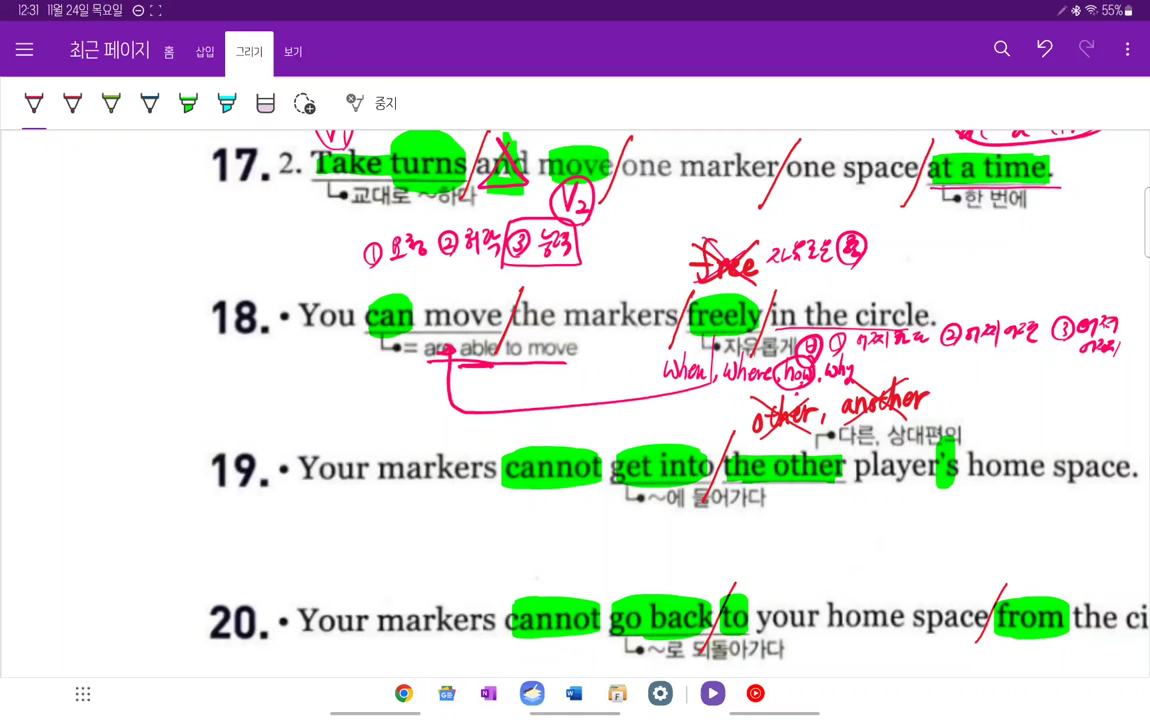 12:31 11월 24일 목요일 55%
최근 페이지 홈 삽입 그리기 보기
중지
V1
17. 2. Take turns and move one marker one space at a time.
교대로 ~하다 V2 한 번에
① 요청 ② 허락 ③ 능력
free 자유로운 형
18. • You can move the markers freely in the circle.
= are able to move 자유롭게 부 ① ② ③
when, where, how, why
other, another
다른, 상대편의
19. • Your markers cannot get into the other player's home space.
~에 들어가다
20. • Your markers cannot go back to your home space from the ci
~로 되돌아가다